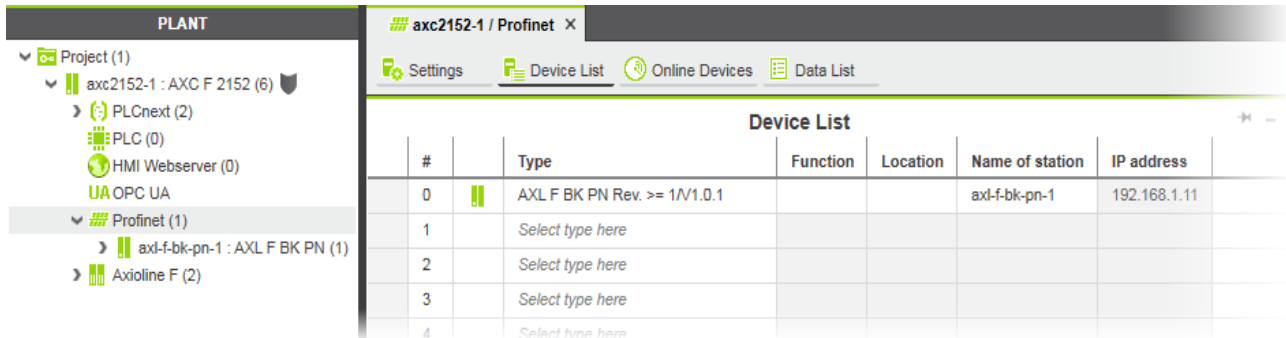 PLANT
Project (1)
axc2152-1 : AXC F 2152 (6)
PLCnext (2)
PLC (0)
HMI Webserver (0)
UA OPC UA
Profinet (1)
axl-f-bk-pn-1 : AXL F BK PN (1)
Axioline F (2)
axc2152-1 / Profinet ×
Settings Device List Online Devices Data List
Device List
# Type Function Location Name of station IP address
0 AXL F BK PN Rev. >= 1/V1.0.1 axl-f-bk-pn-1 192.168.1.11
1 Select type here
2 Select type here
3 Select type here
4 Select type here